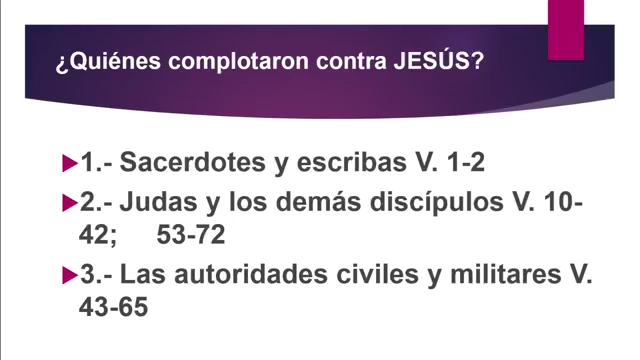 ¿Quiénes complotaron contra JESÚS?
1.- Sacerdotes y escribas V. 1-2
2.- Judas y los demás discípulos V. 10-
42; 53-72
3.- Las autoridades civiles y militares V.
43-65